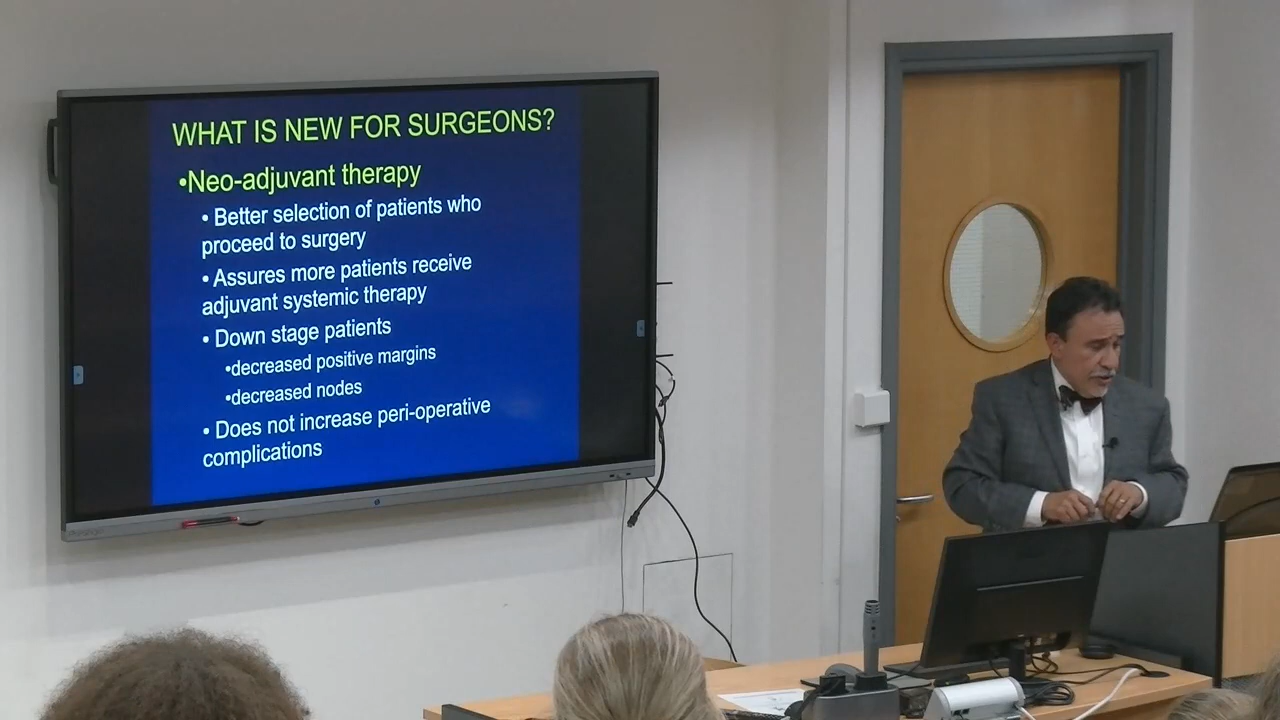 WHAT IS NEW FOR SURGEONS?
•Neo-adjuvant therapy
• Better selection of patients who
proceed to surgery
• Assures more patients receive
adjuvant systemic therapy
• Down stage patients
•decreased positive margins
•decreased nodes
• Does not increase peri-operative
complications